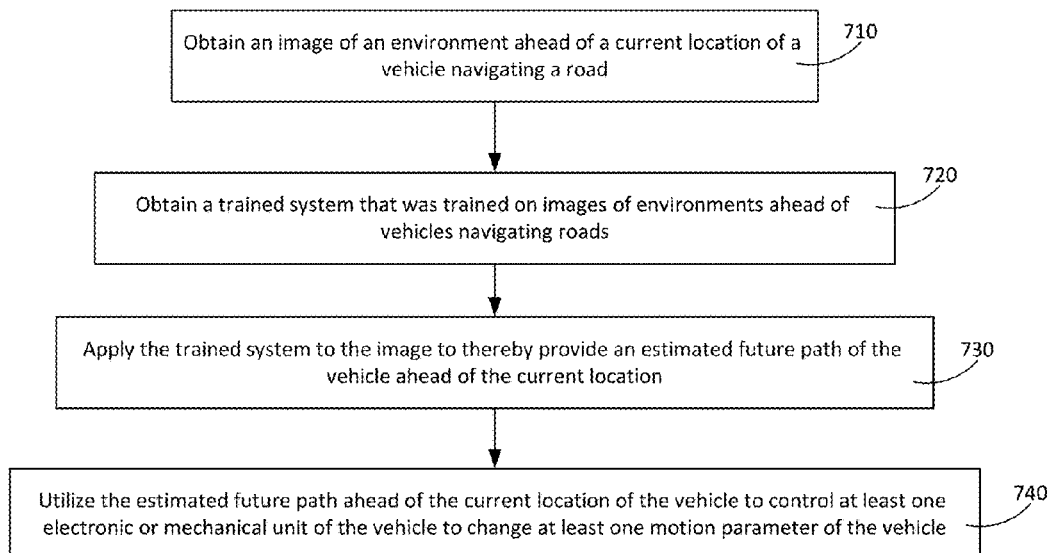 Obtain an image of an environment ahead of a current location of a
vehicle navigating a road
710
Obtain a trained system that was trained on images of environments ahead of
vehicles navigating roads
720
Apply the trained system to the image to thereby provide an estimated future path of the
vehicle ahead of the current location
730
Utilize the estimated future path ahead of the current location of the vehicle to control at least one
electronic or mechanical unit of the vehicle to change at least one motion parameter of the vehicle
740